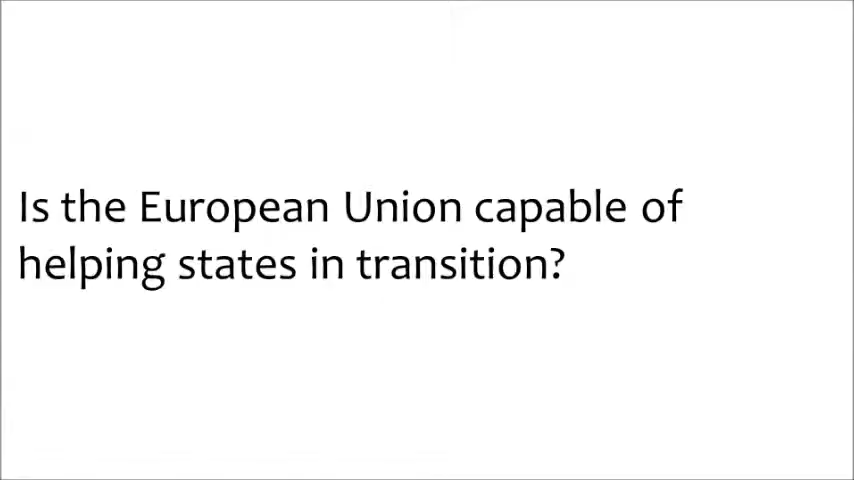 Is the European Union capable of
helping states in transition?